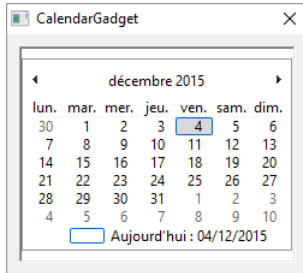 CalendarGadget
décembre 2015
lun. mar. mer. jeu. ven. sam. dim.
30 1 2 3 4 5 6
7 8 9 10 11 12 13
14 15 16 17 18 19 20
21 22 23 24 25 26 27
28 29 30 31 1 2 3
4 5 6 7 8 9 10
Aujourd'hui : 04/12/2015